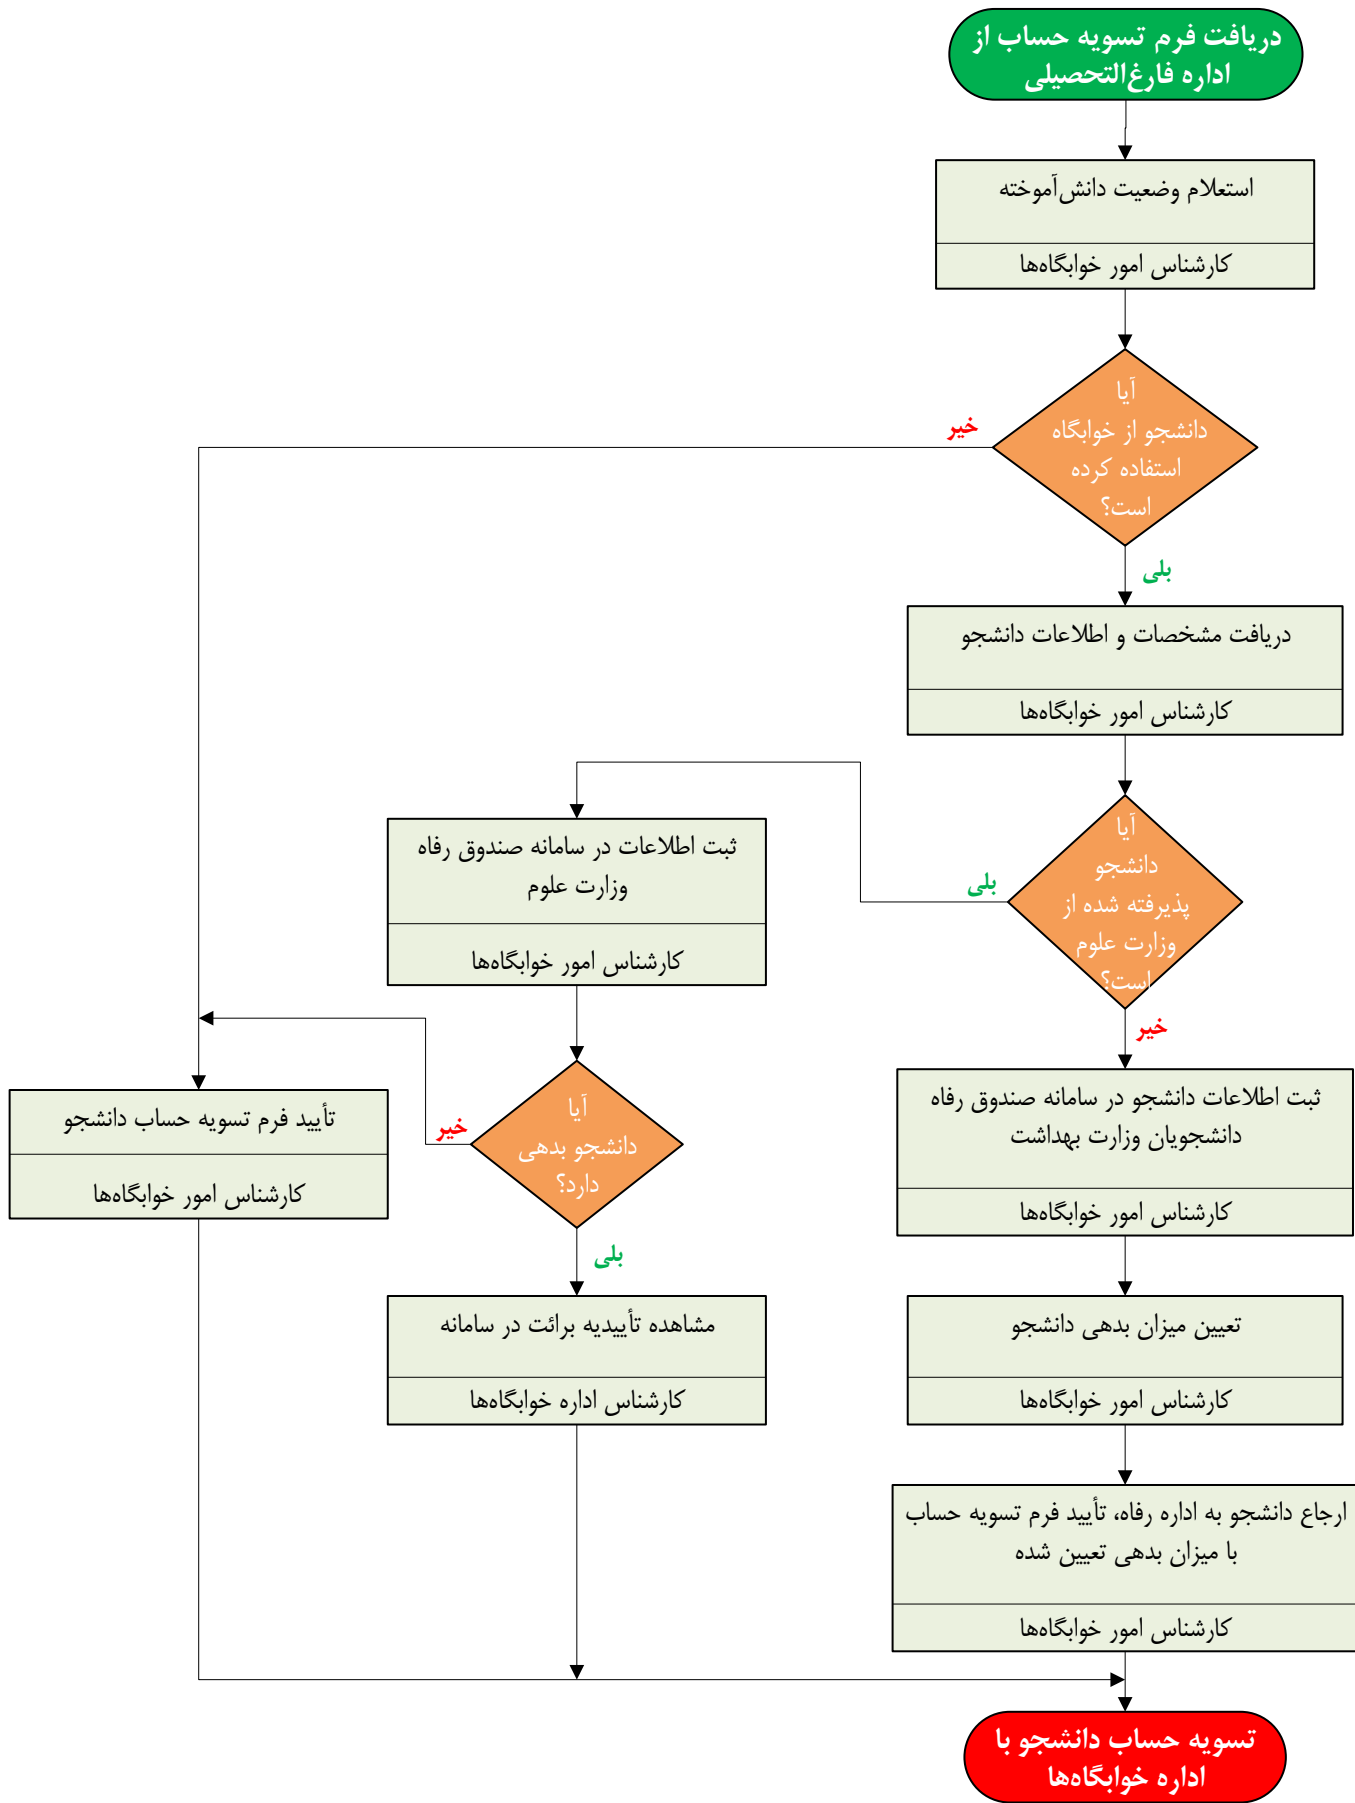 دریافت فرم تسویه حساب از
اداره فارغ‌التحصیلی
استعلام وضعیت دانش‌آموخته
کارشناس امور خوابگاه‌ها
آیا
دانشجو از خوابگاه
استفاده کرده
است؟
خیر
بلی
دریافت مشخصات و اطلاعات دانشجو
کارشناس امور خوابگاه‌ها
آیا
دانشجو
پذیرفته شده از
وزارت علوم
است؟
بلی
خیر
ثبت اطلاعات در سامانه صندوق رفاه
وزارت علوم
کارشناس امور خوابگاه‌ها
آیا
دانشجو بدهی
دارد؟
خیر
بلی
تأیید فرم تسویه حساب دانشجو
کارشناس امور خوابگاه‌ها
ثبت اطلاعات دانشجو در سامانه صندوق رفاه
دانشجویان وزارت بهداشت
کارشناس امور خوابگاه‌ها
مشاهده تأییدیه برائت در سامانه
کارشناس اداره خوابگاه‌ها
تعیین میزان بدهی دانشجو
کارشناس امور خوابگاه‌ها
ارجاع دانشجو به اداره رفاه، تأیید فرم تسویه حساب
با میزان بدهی تعیین شده
کارشناس امور خوابگاه‌ها
تسویه حساب دانشجو با
اداره خوابگاه‌ها